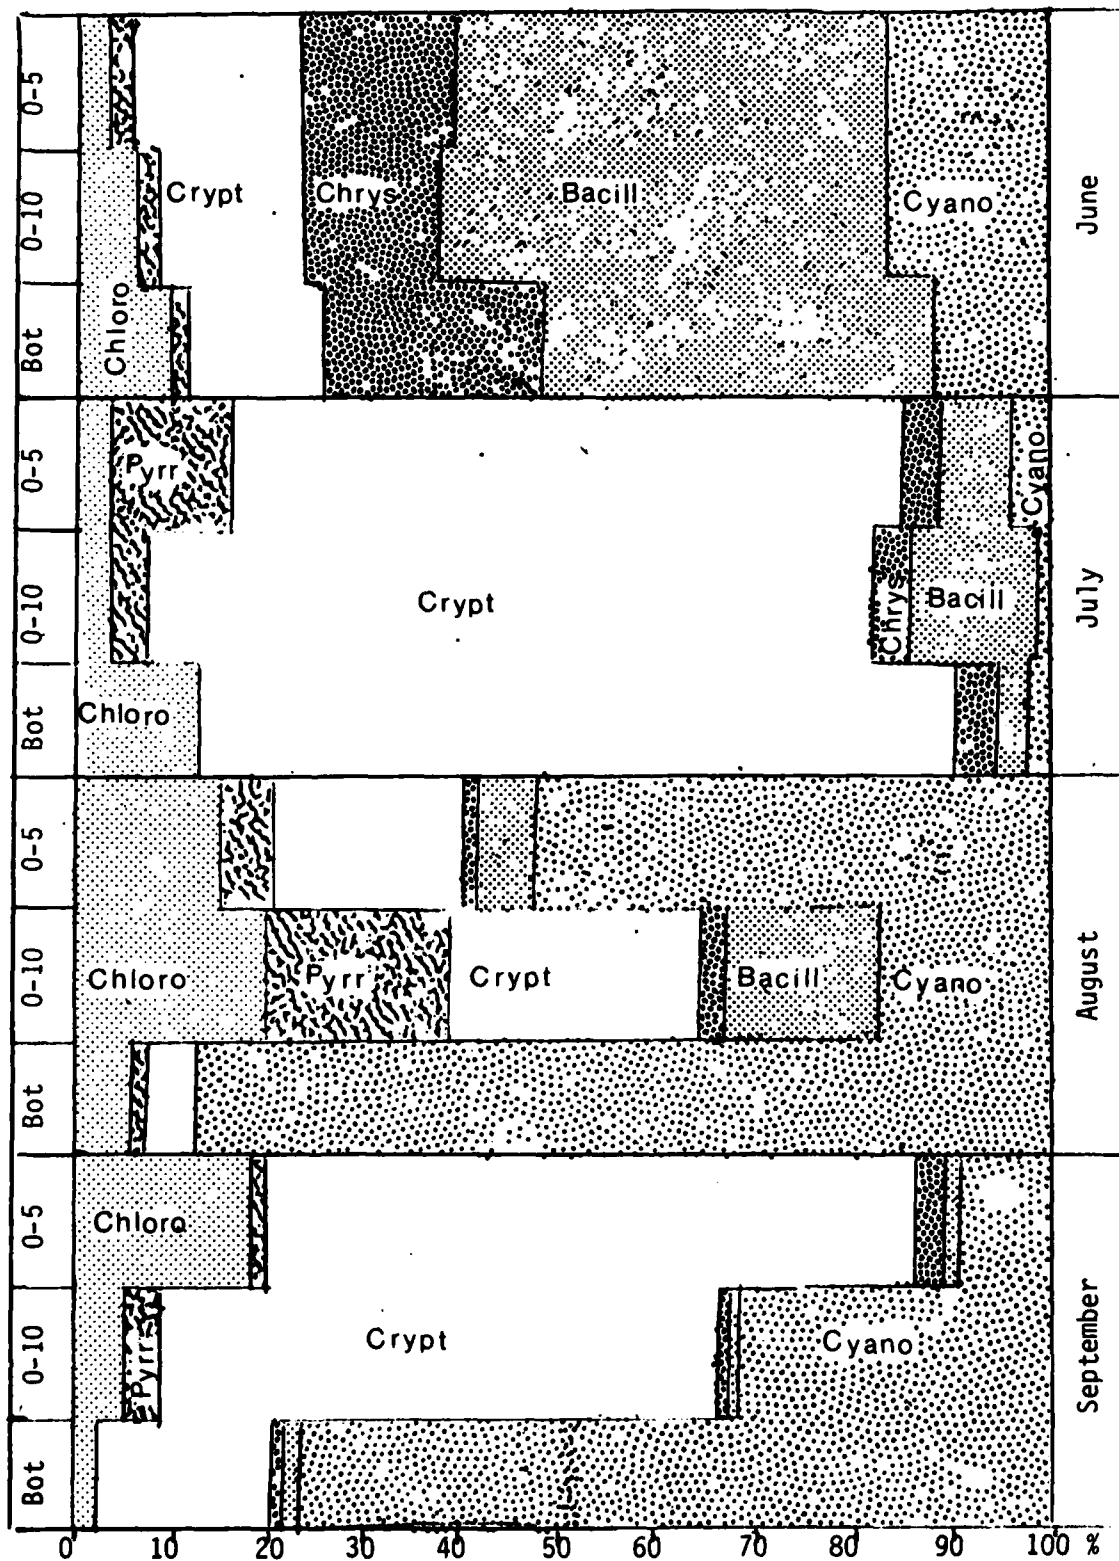 0-5
0-10
Bot
Crypt
Chrys
Bacill
Cyano
Chloro
June
0-5
0-10
Bot
Pyrr
Cyano
Crypt
Chrys
Bacill
Chloro
July
0-5
0-10
Bot
Chloro
Pyrr
Crypt
Bacill
Cyano
August
0-5
0-10
Bot
Chloro
Pyrr
Crypt
Cyano
September
0 10 20 30 40 50 60 70 80 90 100 %